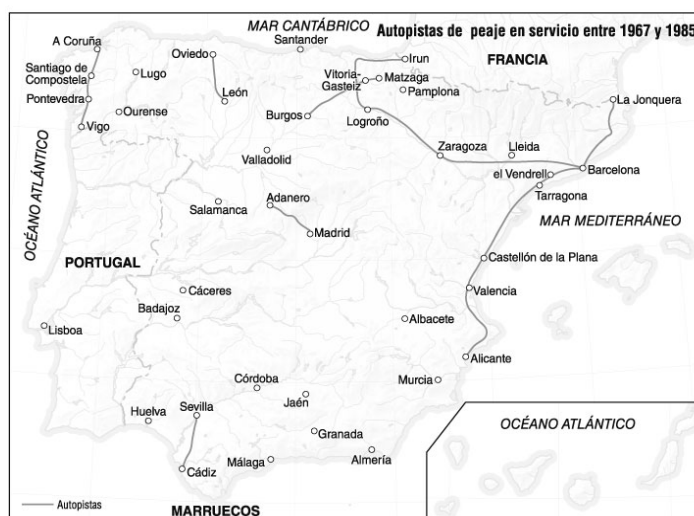 MAR CANTÁBRICO
Autopistas de peaje en servicio entre 1967 y 1985
A Coruña
Oviedo
Santander
Irun
FRANCIA
Santiago de
Compostela
Lugo
Vitoria-
Gasteiz
Matzaga
Pamplona
Pontevedra
Ourense
León
Burgos
Logroño
La Jonquera
Vigo
Valladolid
Zaragoza
Lleida
el Vendrell
Barcelona
Tarragona
OCÉANO ATLÁNTICO
Salamanca
Adanero
Madrid
MAR MEDITERRÁNEO
PORTUGAL
Castellón de la Plana
Cáceres
Valencia
Badajoz
Lisboa
Albacete
Alicante
Córdoba
Murcia
Jaén
Huelva
Sevilla
Granada
OCÉANO ATLÁNTICO
Cádiz
Málaga
Almería
Autopistas
MARRUECOS